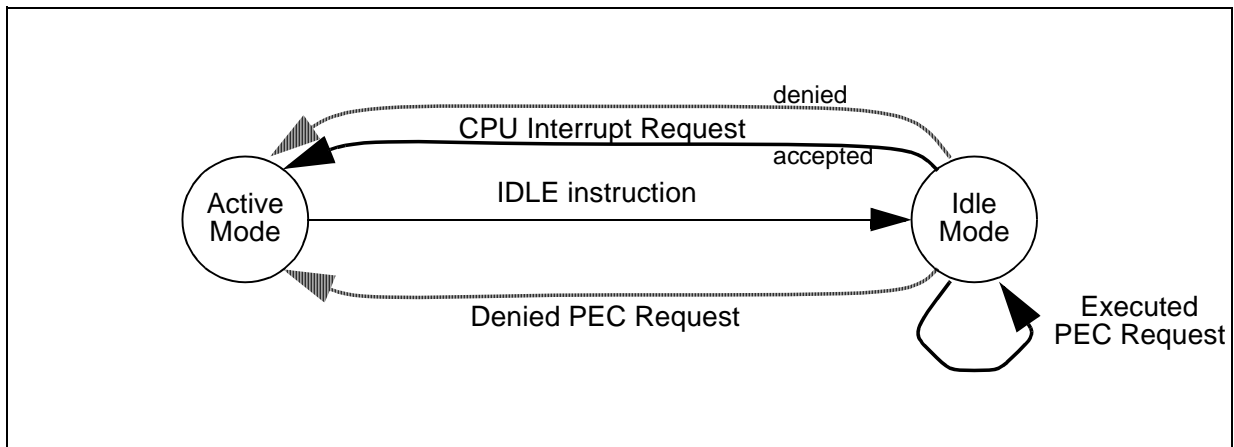 denied
CPU Interrupt Request
accepted
IDLE instruction
Active
Mode
Idle
Mode
Denied PEC Request
Executed
PEC Request